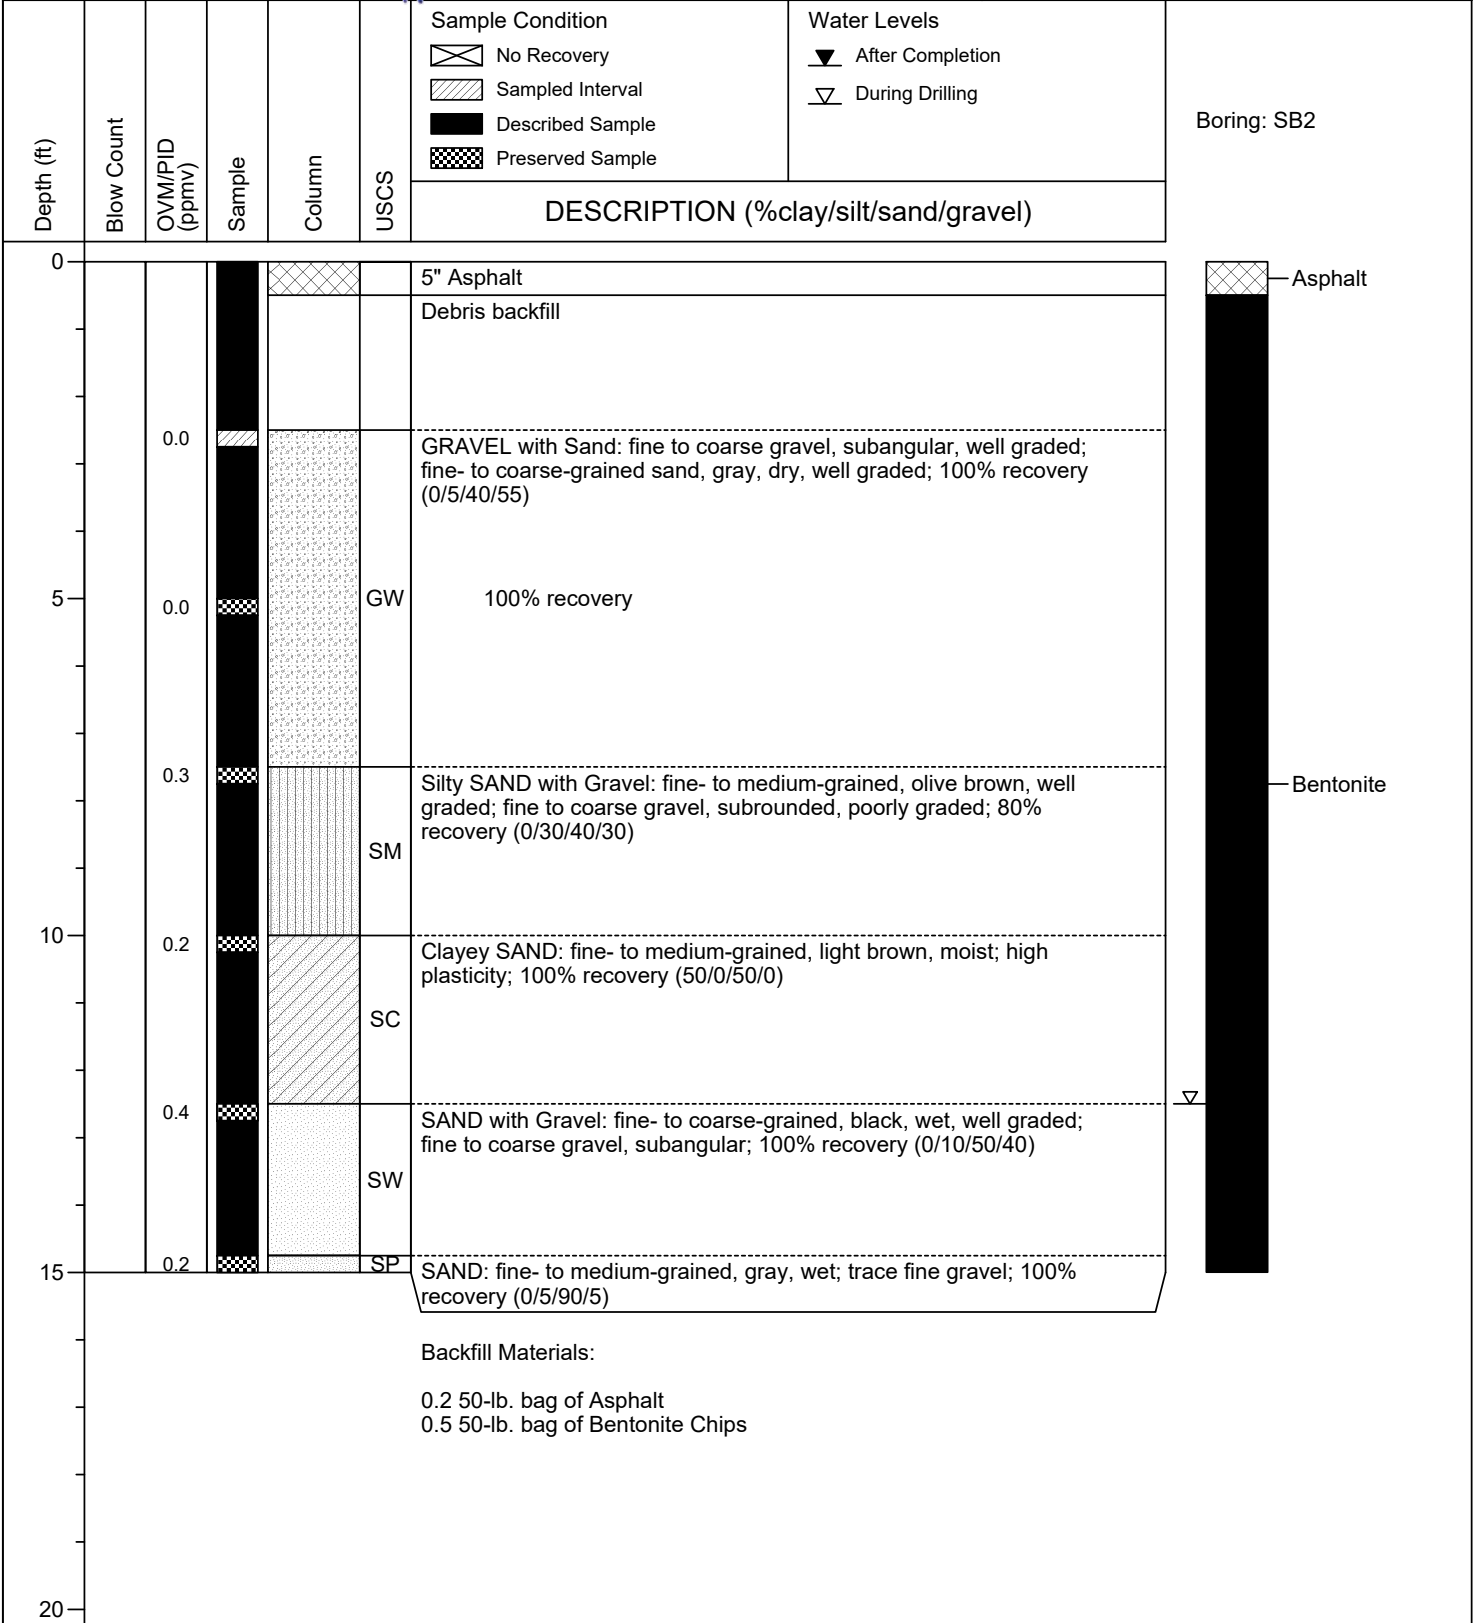 Sample Condition
No Recovery
Sampled Interval
Described Sample
Preserved Sample
Water Levels
After Completion
During Drilling
Boring: SB2
Depth (ft)
Blow Count
OVM/PID
(ppmv)
Sample
Column
USCS
DESCRIPTION (%clay/silt/sand/gravel)
0
5" Asphalt
Asphalt
Debris backfill
0.0
GRAVEL with Sand: fine to coarse gravel, subangular, well graded;
fine- to coarse-grained sand, gray, dry, well graded; 100% recovery
(0/5/40/55)
5
0.0
GW
100% recovery
0.3
Silty SAND with Gravel: fine- to medium-grained, olive brown, well
graded; fine to coarse gravel, subrounded, poorly graded; 80%
recovery (0/30/40/30)
Bentonite
SM
10
0.2
Clayey SAND: fine- to medium-grained, light brown, moist; high
plasticity; 100% recovery (50/0/50/0)
SC
0.4
SAND with Gravel: fine- to coarse-grained, black, wet, well graded;
fine to coarse gravel, subangular; 100% recovery (0/10/50/40)
SW
15
0.2
SP
SAND: fine- to medium-grained, gray, wet; trace fine gravel; 100%
recovery (0/5/90/5)
Backfill Materials:
0.2 50-lb. bag of Asphalt
0.5 50-lb. bag of Bentonite Chips
20